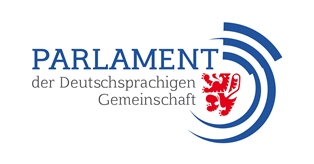 PARLAMENT
der Deutschsprachigen
Gemeinschaft